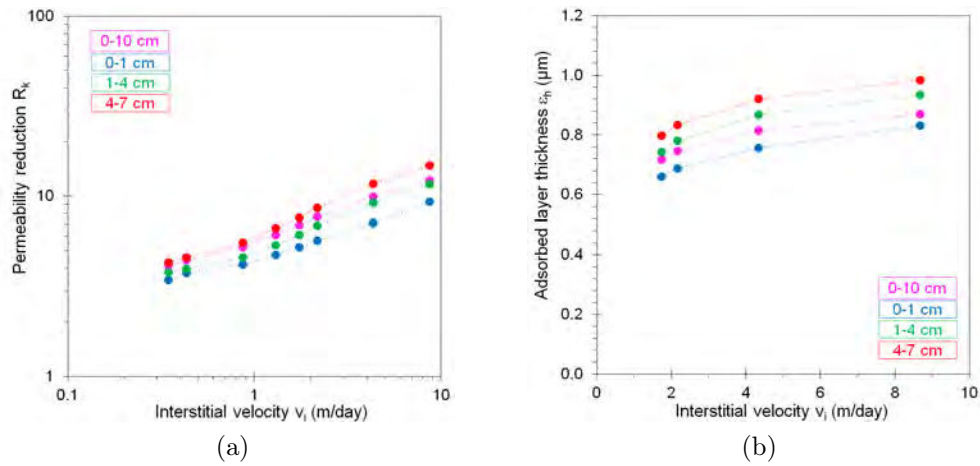 100
10
1
0.1
1
10
Permeability reduction Rₖ
Interstitial velocity vᵢ (m/day)
0-10 cm
0-1 cm
1-4 cm
4-7 cm
(a)
1.2
1.0
0.8
0.6
0.4
0.2
0.0
0
2
4
6
8
10
Adsorbed layer thickness εₕ (µm)
Interstitial velocity vᵢ (m/day)
0-10 cm
0-1 cm
1-4 cm
4-7 cm
(b)